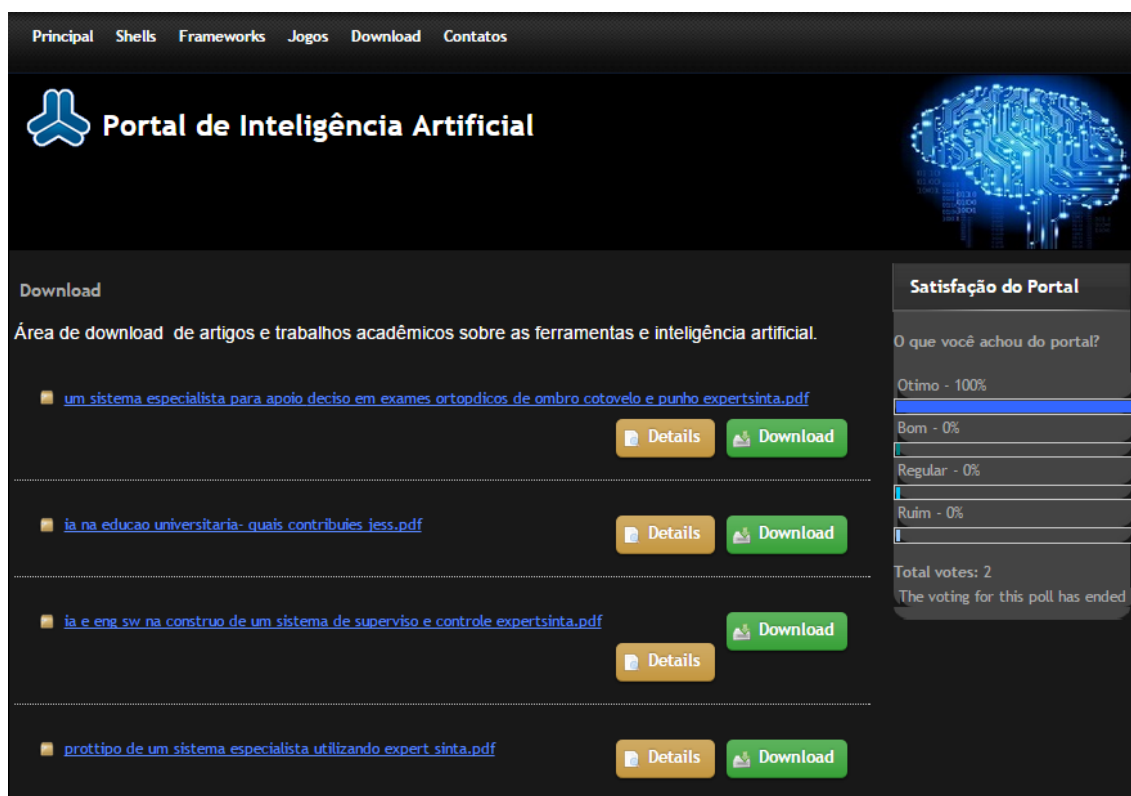 Principal Shells Frameworks Jogos Download Contatos
Portal de Inteligência Artificial
Download
Área de download de artigos e trabalhos acadêmicos sobre as ferramentas e inteligência artificial.
um sistema especialista para apoio deciso em exames ortopdicos de ombro cotovelo e punho expertsinta.pdf
Details Download
ia na educao universitaria- quais contribuies jess.pdf
Details Download
ia e eng sw na construo de um sistema de superviso e controle expertsinta.pdf
Download
Details
prottipo de um sistema especialista utilizando expert sinta.pdf
Details Download
Satisfação do Portal
O que você achou do portal?
Otimo - 100%
Bom - 0%
Regular - 0%
Ruim - 0%
Total votes: 2
The voting for this poll has ended